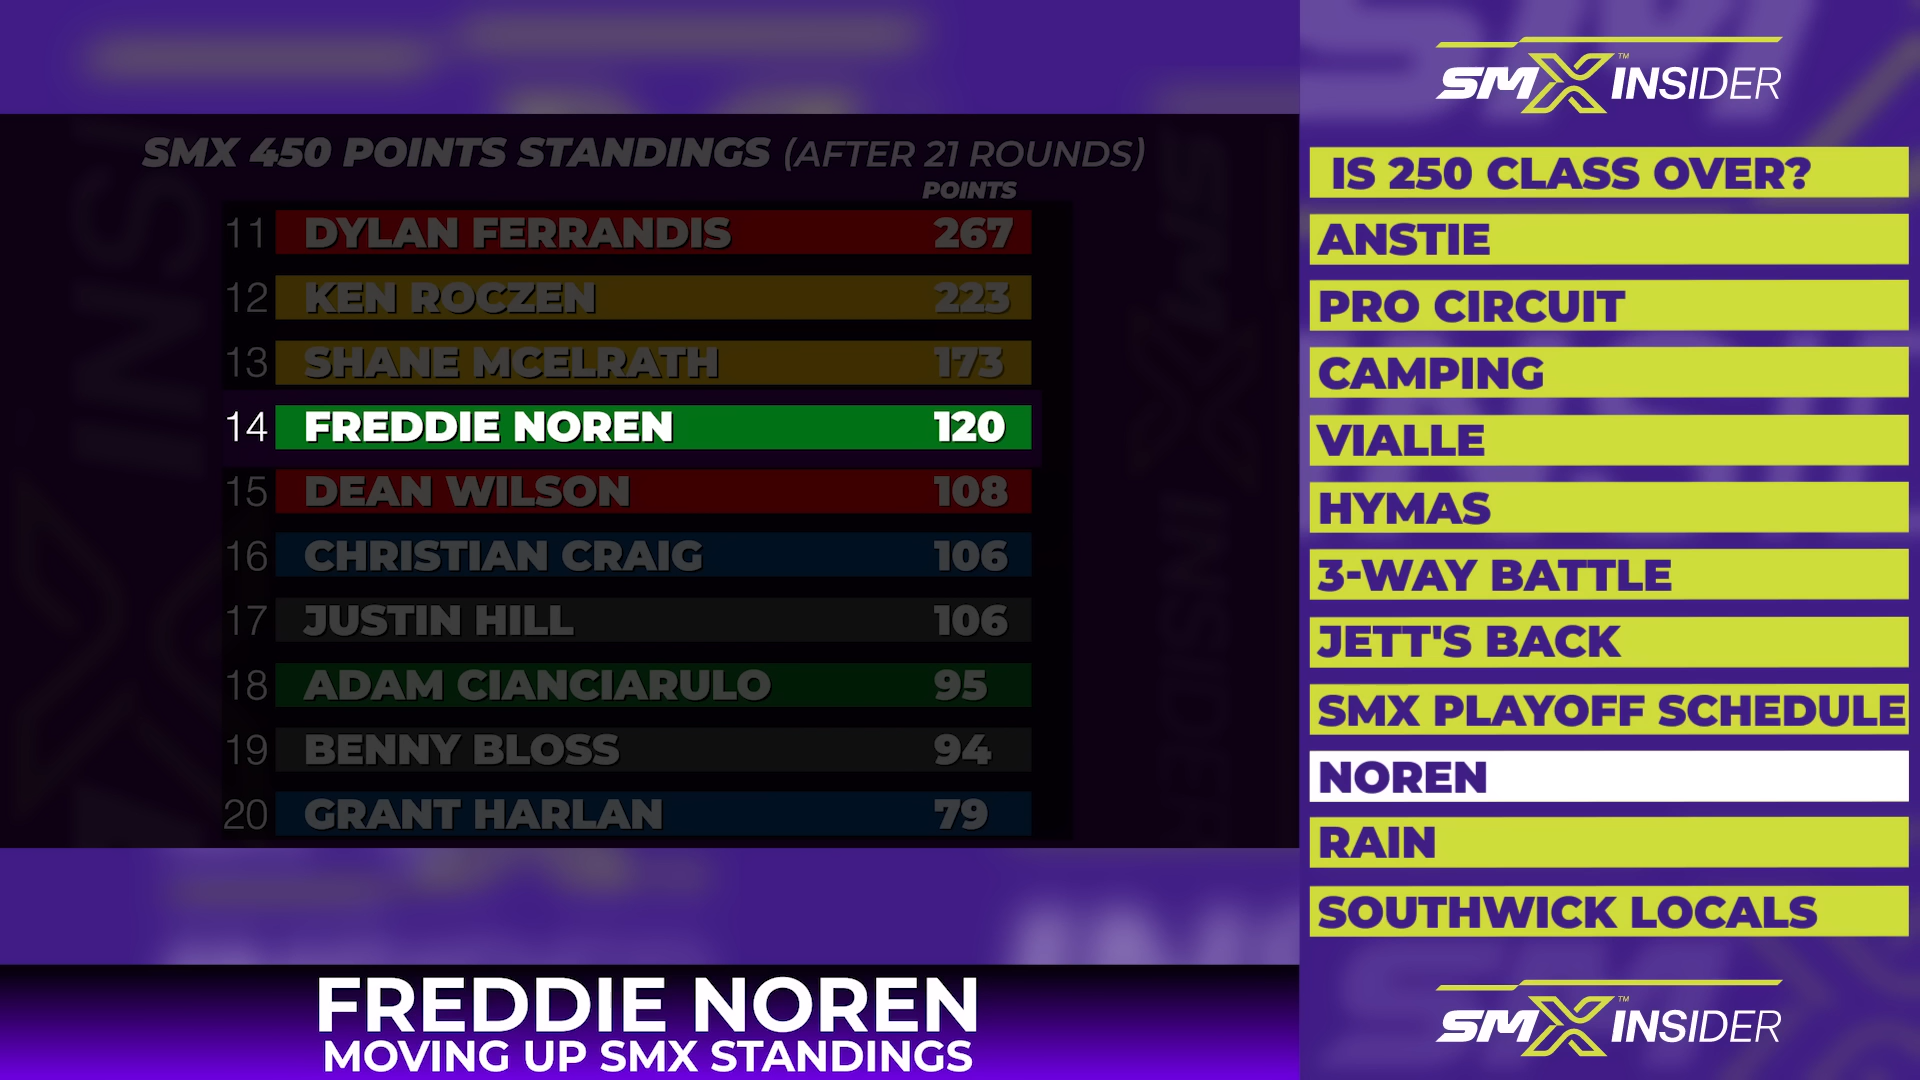 SMX 450 POINTS STANDINGS (AFTER 21 ROUNDS)
POINTS
11 DYLAN FERRANDIS 267
12 KEN ROCZEN 223
13 SHANE MCELRATH 173
14 FREDDIE NOREN 120
15 DEAN WILSON 108
16 CHRISTIAN CRAIG 106
17 JUSTIN HILL 106
18 ADAM CIANCIARULO 95
19 BENNY BLOSS 94
20 GRANT HARLAN 79
FREDDIE NOREN
MOVING UP SMX STANDINGS
SMX™ INSIDER
IS 250 CLASS OVER?
ANSTIE
PRO CIRCUIT
CAMPING
VIALLE
HYMAS
3-WAY BATTLE
JETT'S BACK
SMX PLAYOFF SCHEDULE
NOREN
RAIN
SOUTHWICK LOCALS
SMX™ INSIDER